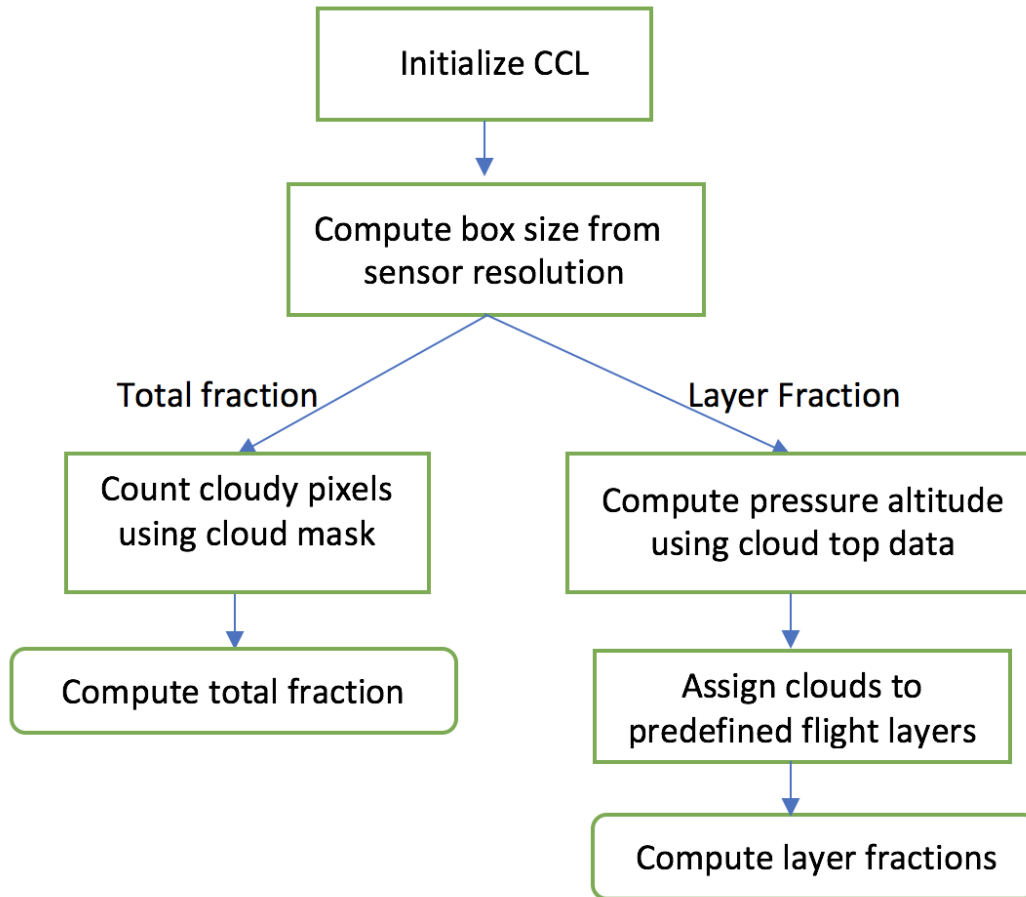 Initialize CCL
Compute box size from
sensor resolution
Total fraction
Layer Fraction
Count cloudy pixels
using cloud mask
Compute pressure altitude
using cloud top data
Compute total fraction
Assign clouds to
predefined flight layers
Compute layer fractions